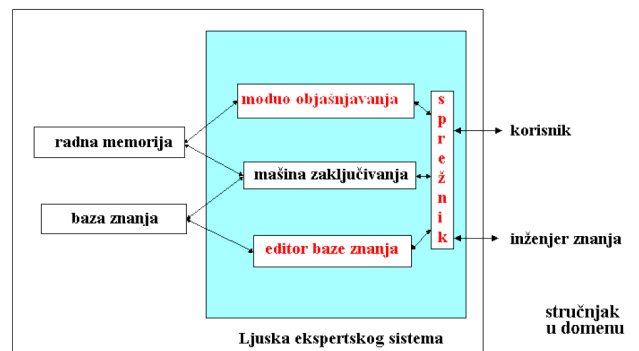 moduo objašnjavanja
radna memorija
mašina zaključivanja
baza znanja
editor baze znanja
sprežnik
korisnik
inženjer znanja
stručnjak
u domenu
Ljuska ekspertskog sistema